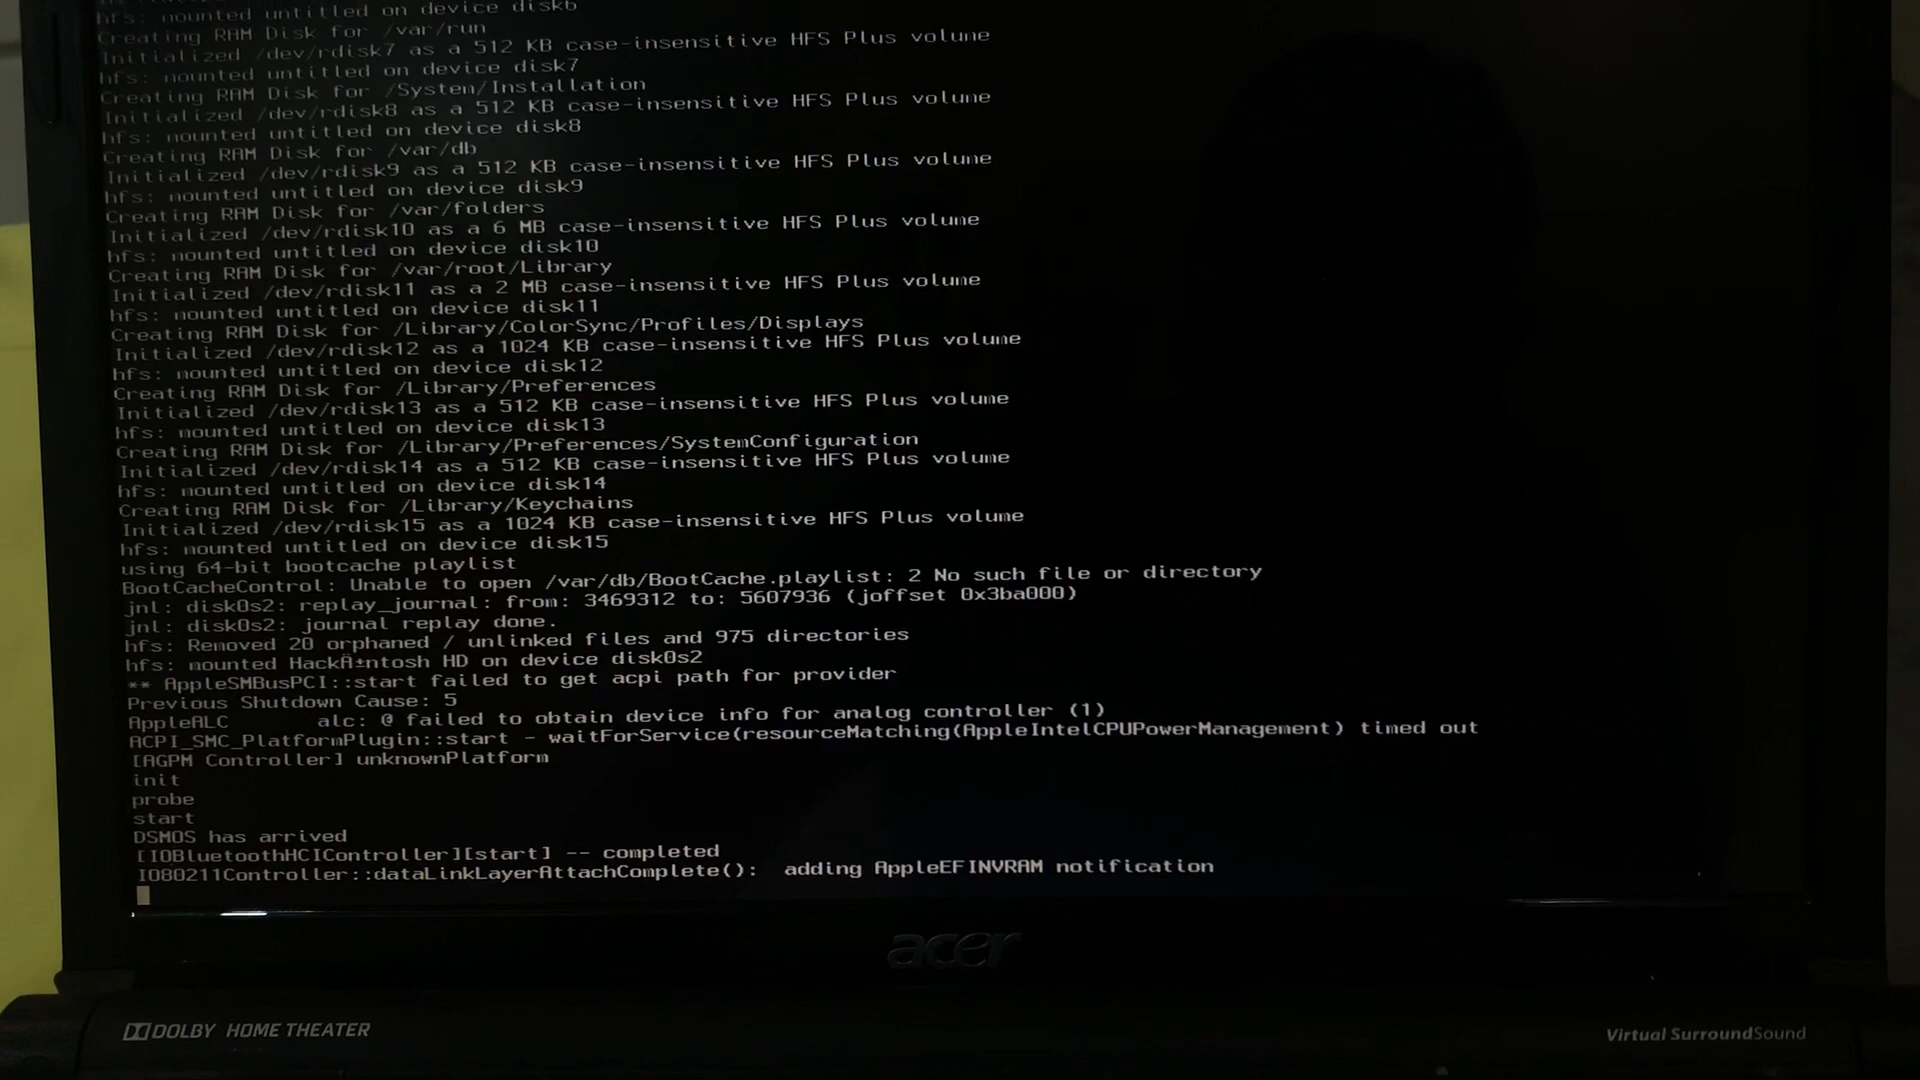 hfs: mounted untitled on device disk6
Creating RAM Disk for /var/run
Initialized /dev/rdisk7 as a 512 KB case-insensitive HFS Plus volume
hfs: mounted untitled on device disk7
Creating RAM Disk for /System/Installation
Initialized /dev/rdisk8 as a 512 KB case-insensitive HFS Plus volume
hfs: mounted untitled on device disk8
Creating RAM Disk for /var/db
Initialized /dev/rdisk9 as a 512 KB case-insensitive HFS Plus volume
hfs: mounted untitled on device disk9
Creating RAM Disk for /var/folders
Initialized /dev/rdisk10 as a 6 MB case-insensitive HFS Plus volume
hfs: mounted untitled on device disk10
Creating RAM Disk for /var/root/Library
Initialized /dev/rdisk11 as a 2 MB case-insensitive HFS Plus volume
hfs: mounted untitled on device disk11
Creating RAM Disk for /Library/ColorSync/Profiles/Displays
Initialized /dev/rdisk12 as a 1024 KB case-insensitive HFS Plus volume
hfs: mounted untitled on device disk12
Creating RAM Disk for /Library/Preferences
Initialized /dev/rdisk13 as a 512 KB case-insensitive HFS Plus volume
hfs: mounted untitled on device disk13
Creating RAM Disk for /Library/Preferences/SystemConfiguration
Initialized /dev/rdisk14 as a 512 KB case-insensitive HFS Plus volume
hfs: mounted untitled on device disk14
Creating RAM Disk for /Library/Keychains
Initialized /dev/rdisk15 as a 1024 KB case-insensitive HFS Plus volume
hfs: mounted untitled on device disk15
using 64-bit bootcache playlist
BootCacheControl: Unable to open /var/db/BootCache.playlist: 2 No such file or directory
jnl: disk0s2: replay_journal: from: 3469312 to: 5607936 (joffset 0x3ba000)
jnl: disk0s2: journal replay done.
hfs: Removed 20 orphaned / unlinked files and 975 directories
hfs: mounted HackÄ±ntosh HD on device disk0s2
** AppleSMBusPCI::start failed to get acpi path for provider
Previous Shutdown Cause: 5
AppleALC alc: @ failed to obtain device info for analog controller (1)
ACPI_SMC_PlatformPlugin::start - waitForService(resourceMatching(AppleIntelCPUPowerManagement) timed out
[AGPM Controller] unknownPlatform
init
probe
start
DSMOS has arrived
[IOBluetoothHCIController][start] -- completed
IO80211Controller::dataLinkLayerAttachComplete(): adding AppleEFINVRAM notification
acer
DOLBY HOME THEATER
Virtual SurroundSound